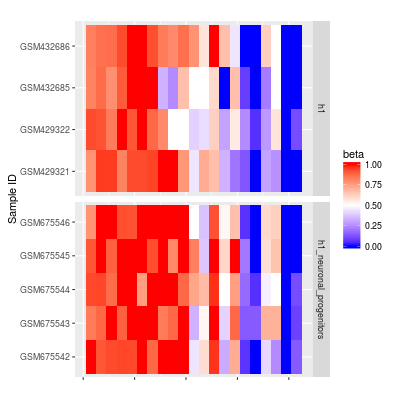 GSM432686
GSM432685
GSM429322
GSM429321
h1
GSM675546
GSM675545
GSM675544
GSM675543
GSM675542
h1_neuronal_progenitors
Sample ID
beta
1.00
0.75
0.50
0.25
0.00